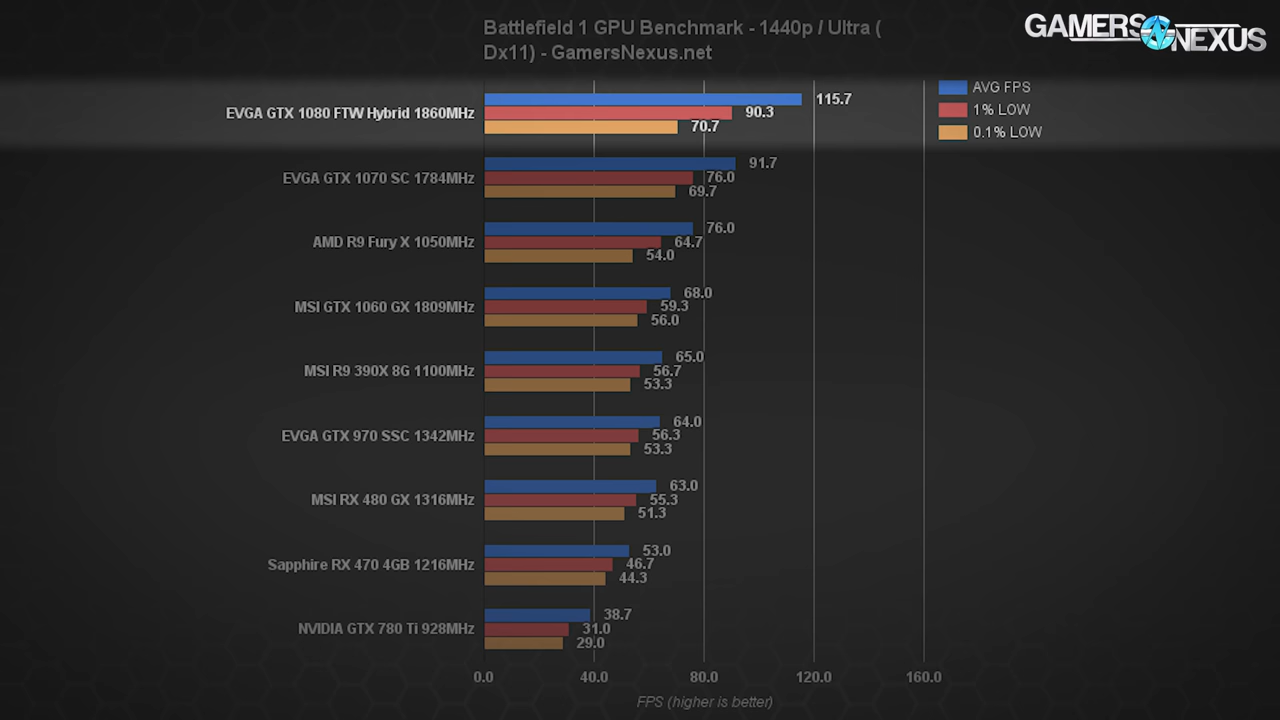 Battlefield 1 GPU Benchmark - 1440p / Ultra (
Dx11) - GamersNexus.net
GAMERS NEXUS
AVG FPS
1% LOW
0.1% LOW
EVGA GTX 1080 FTW Hybrid 1860MHz
115.7
90.3
70.7
EVGA GTX 1070 SC 1784MHz
91.7
76.0
69.7
AMD R9 Fury X 1050MHz
76.0
64.7
54.0
MSI GTX 1060 GX 1809MHz
68.0
59.3
56.0
MSI R9 390X 8G 1100MHz
65.0
56.7
53.3
EVGA GTX 970 SSC 1342MHz
64.0
56.3
53.3
MSI RX 480 GX 1316MHz
63.0
55.3
51.3
Sapphire RX 470 4GB 1216MHz
53.0
46.7
44.3
NVIDIA GTX 780 Ti 928MHz
38.7
31.0
29.0
0.0 40.0 80.0 120.0 160.0
FPS (higher is better)